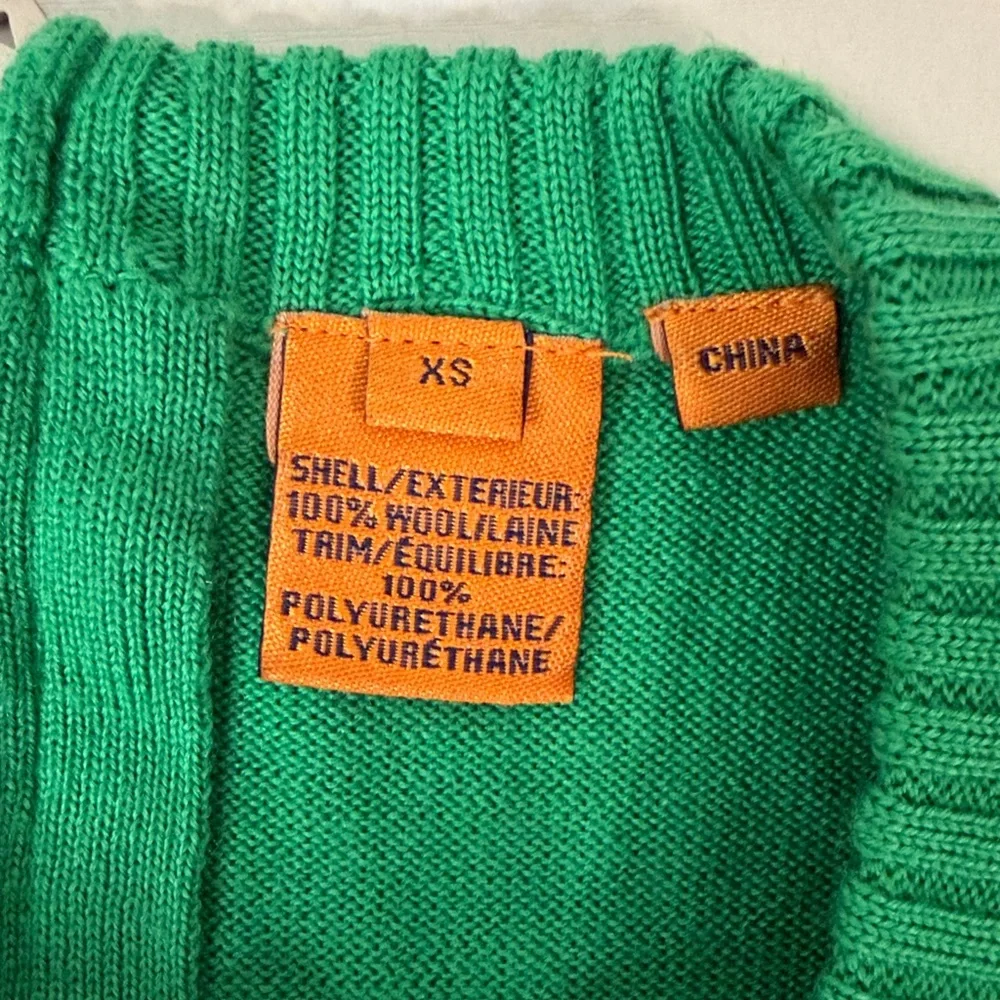 XS
CHINA
SHELL/EXTERIEUR:
100% WOOL/LAINE
TRIM/ÉQUILIBRE:
100%
POLYURETHANE/
POLYURÉTHANE